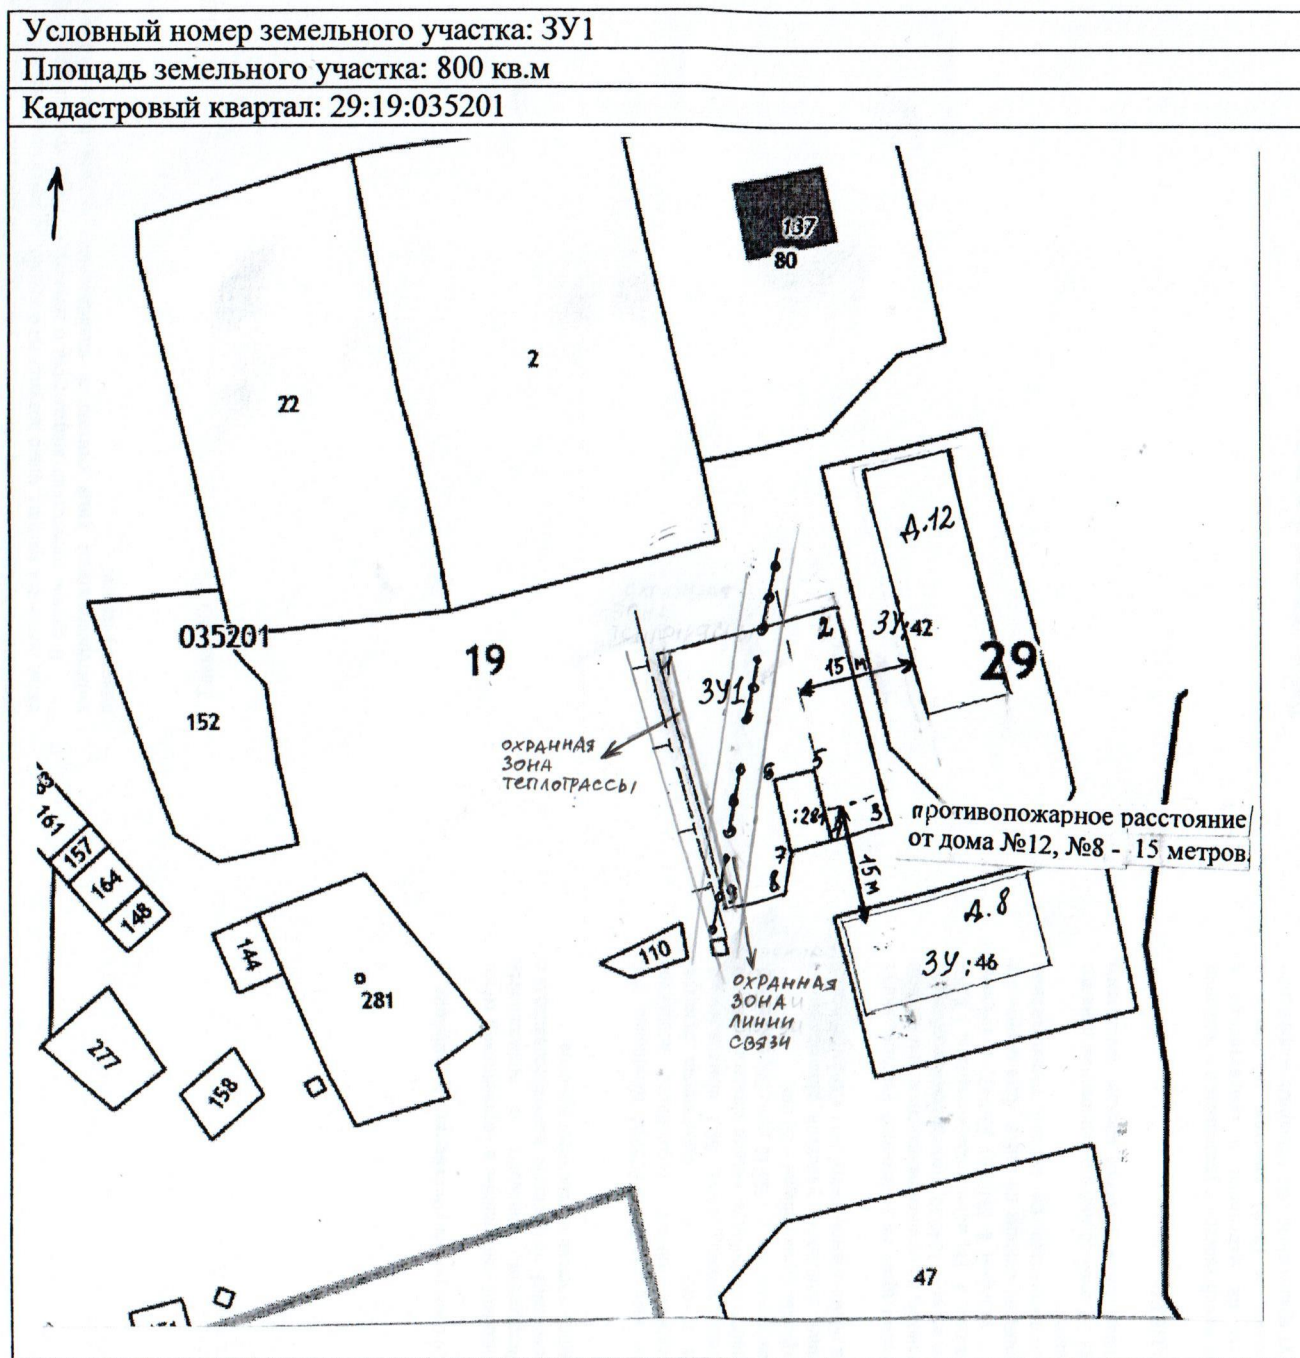 Условный номер земельного участка: ЗУ1
Площадь земельного участка: 800 кв.м
Кадастровый квартал: 29:19:035201
137
80
2
22
Д.12
035201
19
2
ЗУ:42
29
15 м
ЗУ1
152
ОХРАННАЯ
ЗОНА
ТЕПЛОТРАССЫ
6
5
161
:281
4
3
противопожарное расстояние
от дома №12, №8 - 15 метров.
157
7
164
8
15 м
9
148
Д.8
144
110
ЗУ:46
281
ОХРАННАЯ
ЗОНА
ЛИНИИ
СВЯЗИ
277
158
47